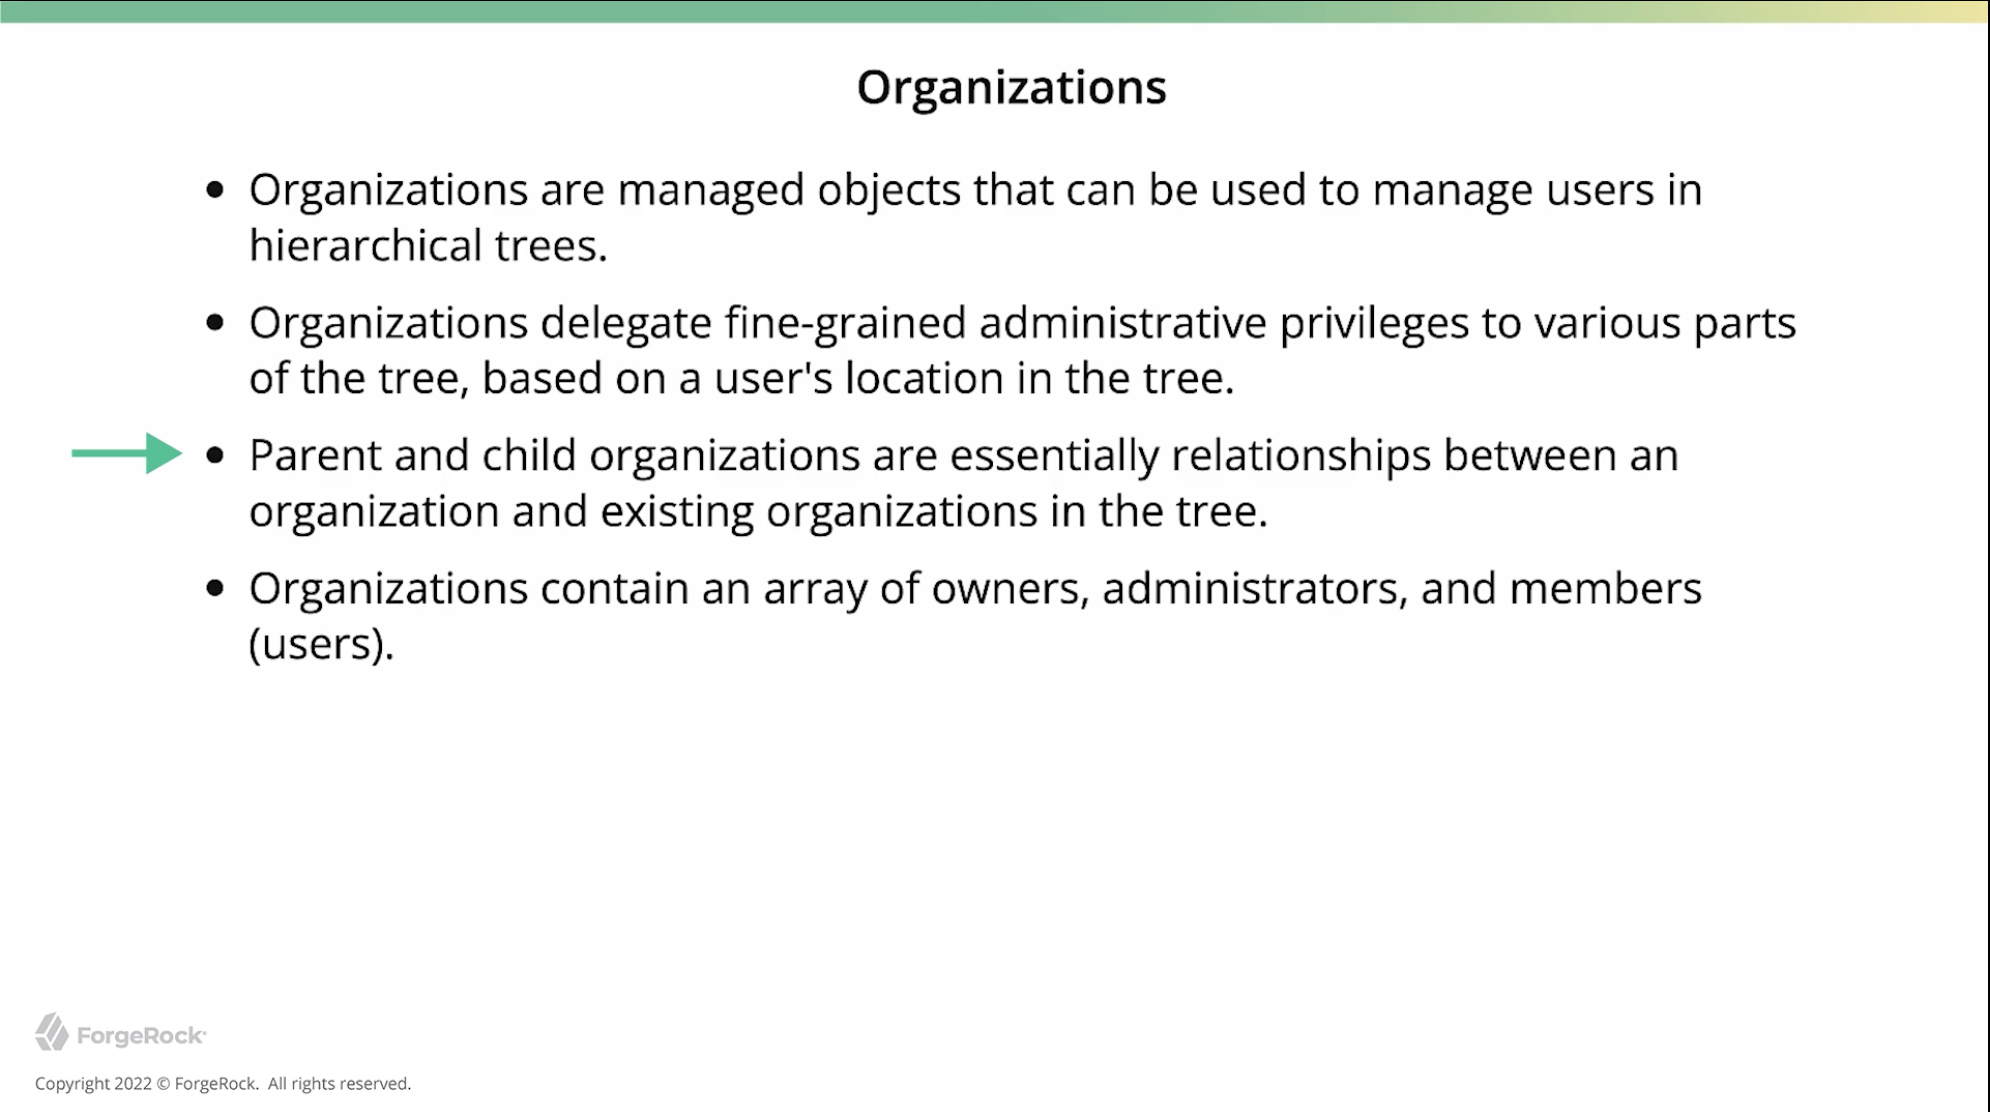 Organizations
• Organizations are managed objects that can be used to manage users in
hierarchical trees.
• Organizations delegate fine-grained administrative privileges to various parts
of the tree, based on a user's location in the tree.
• Parent and child organizations are essentially relationships between an
organization and existing organizations in the tree.
• Organizations contain an array of owners, administrators, and members
(users).
ForgeRock
Copyright 2022 © ForgeRock. All rights reserved.